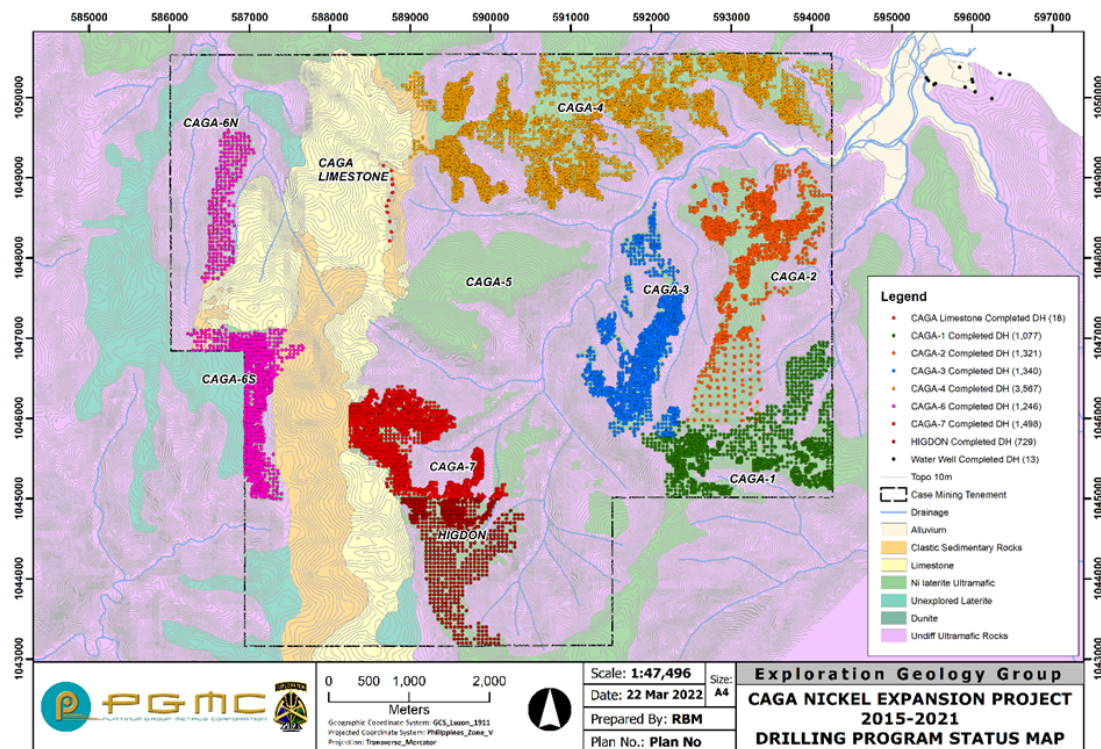 585000 586000 587000 588000 589000 590000 591000 592000 593000 594000 595000 596000 597000
1050000
1049000
1048000
1047000
1046000
1045000
1044000
1043000
1050000
1049000
1048000
1047000
1046000
1045000
1044000
1043000
CAGA-6N
CAGA-4
CAGA
LIMESTONE
CAGA-5
CAGA-3
CAGA-2
CAGA-6S
CAGA-7
CAGA-1
HIGDON
Legend
CAGA Limestone Completed DH (18)
CAGA-1 Completed DH (1,077)
CAGA-2 Completed DH (1,321)
CAGA-3 Completed DH (1,340)
CAGA-4 Completed DH (3,567)
CAGA-6 Completed DH (1,246)
CAGA-7 Completed DH (1,498)
HIGDON Completed DH (729)
Water Well Completed DH (13)
Topo 10m
Case Mining Tenement
Drainage
Alluvium
Clastic Sedimentary Rocks
Limestone
Ni laterite Ultramafic
Unexplored Laterite
Dunite
Undiff Ultramafic Rocks
PGMC
PLATINUM GROUP METALS CORPORATION
0 500 1,000 2,000
Meters
Geographic Coordinate System: GCS_Luzon_1911
Projected Coordinate System: Philippines_Zone_V
Projection: Transverse_Mercator
Scale: 1:47,496
Size:
A4
Date: 22 Mar 2022
Prepared By: RBM
Plan No.: Plan No
Exploration Geology Group
CAGA NICKEL EXPANSION PROJECT
2015-2021
DRILLING PROGRAM STATUS MAP